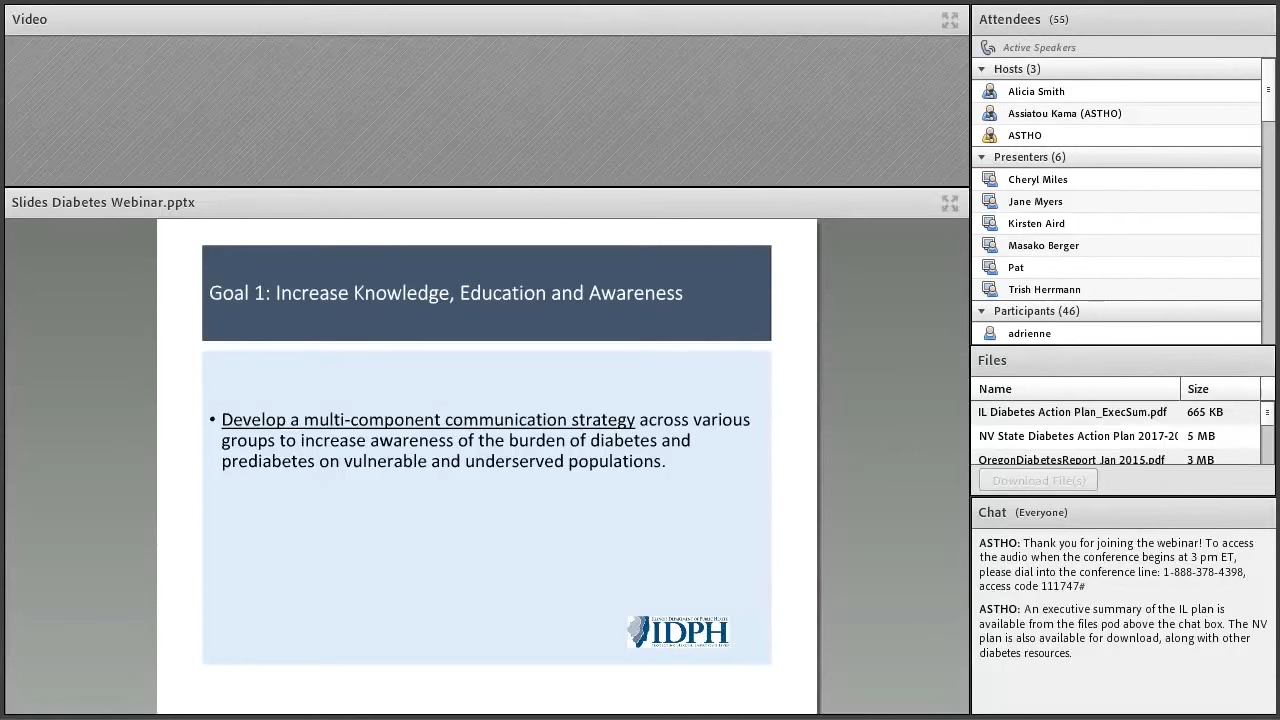 Video
Slides Diabetes Webinar.pptx
Goal 1: Increase Knowledge, Education and Awareness
• Develop a multi-component communication strategy across various
groups to increase awareness of the burden of diabetes and
prediabetes on vulnerable and underserved populations.
IDPH
Attendees (55)
Active Speakers
Hosts (3)
Alicia Smith
Assiatou Kama (ASTHO)
ASTHO
Presenters (6)
Cheryl Miles
Jane Myers
Kirsten Aird
Masako Berger
Pat
Trish Herrmann
Participants (46)
adrienne
Files
Name Size
IL Diabetes Action Plan_ExecSum.pdf 665 KB
NV State Diabetes Action Plan 2017-20 5 MB
OregonDiabetesReport Jan 2015.pdf 3 MB
Download File(s)
Chat (Everyone)
ASTHO: Thank you for joining the webinar! To access
the audio when the conference begins at 3 pm ET,
please dial into the conference line: 1-888-378-4398,
access code 111747#
ASTHO: An executive summary of the IL plan is
available from the files pod above the chat box. The NV
plan is also available for download, along with other
diabetes resources.